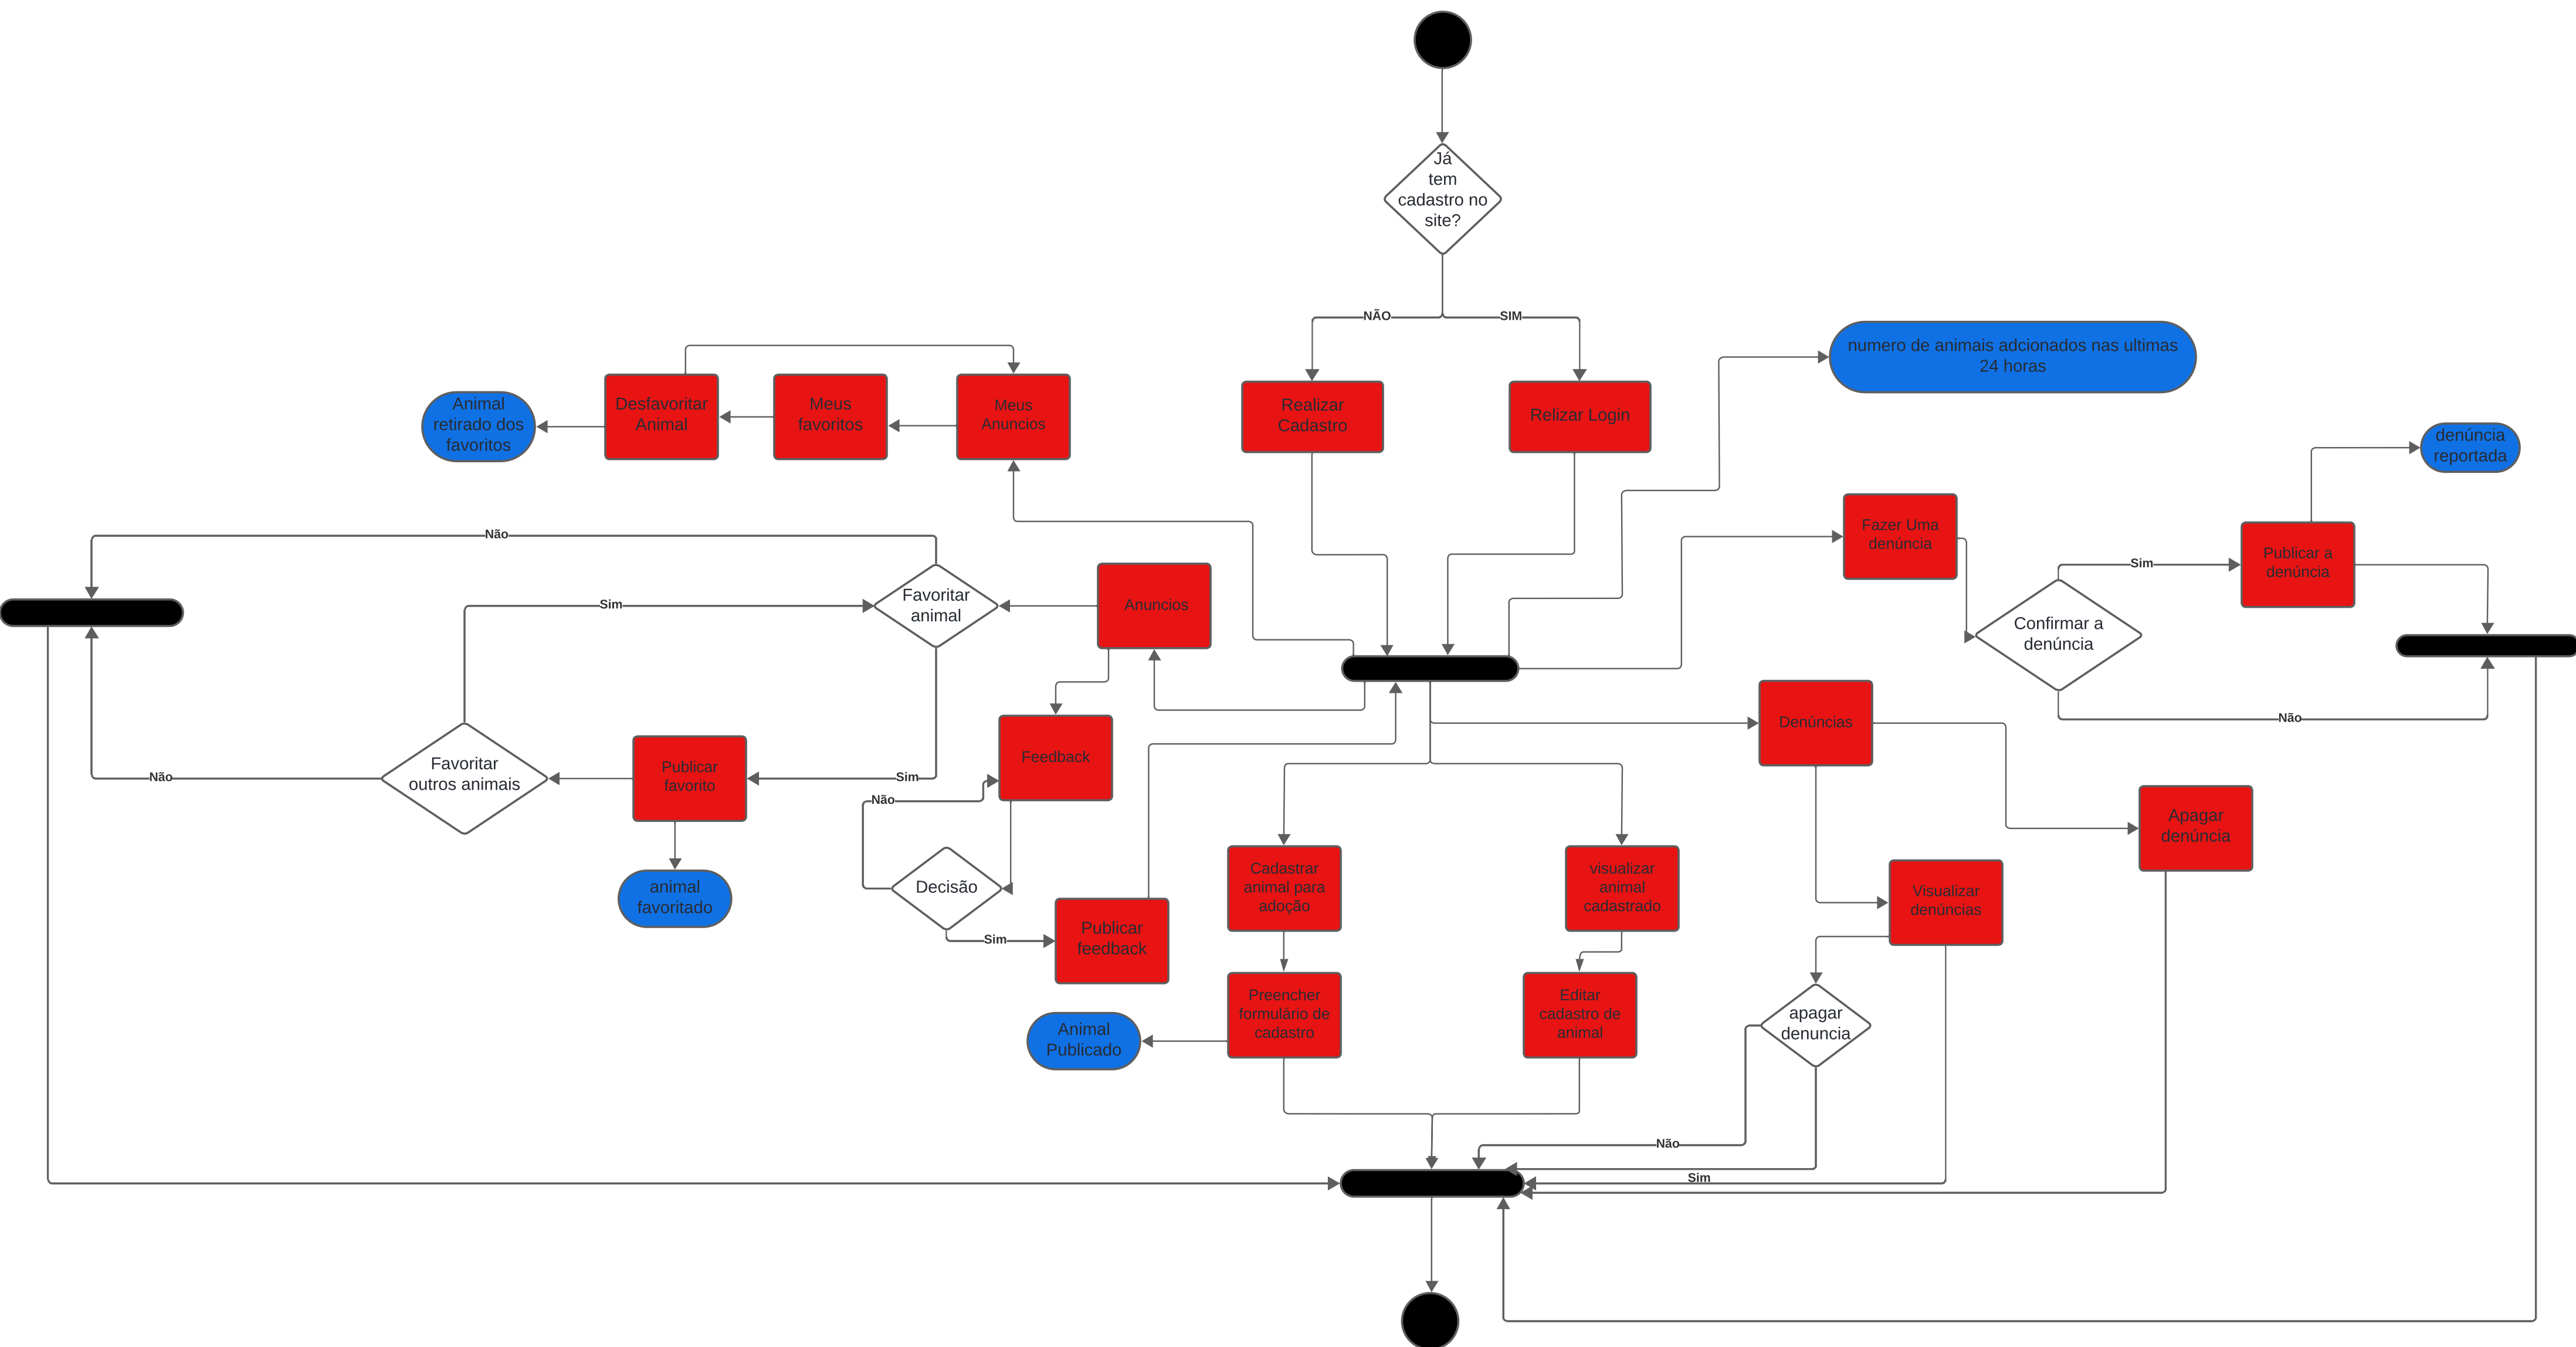 Já
tem
cadastro no
site?
NÃO
SIM
numero de animais adcionados nas ultimas
24 horas
Animal
retirado dos
favoritos
Desfavoritar
Animal
Meus
favoritos
Meus
Anuncios
Realizar
Cadastro
Relizar Login
denúncia
reportada
Fazer Uma
denúncia
Não
Publicar a
denúncia
Sim
Favoritar
animal
Anuncios
Sim
Confirmar a
denúncia
Não
Denúncias
Feedback
Favoritar
outros animais
Publicar
favorito
Não
Sim
Não
Apagar
denúncia
animal
favoritado
Decisão
Cadastrar
animal para
adoção
visualizar
animal
cadastrado
Visualizar
denúncias
Sim
Publicar
feedback
Animal
Publicado
Preencher
formulário de
cadastro
Editar
cadastro de
animal
apagar
denuncia
Não
Sim